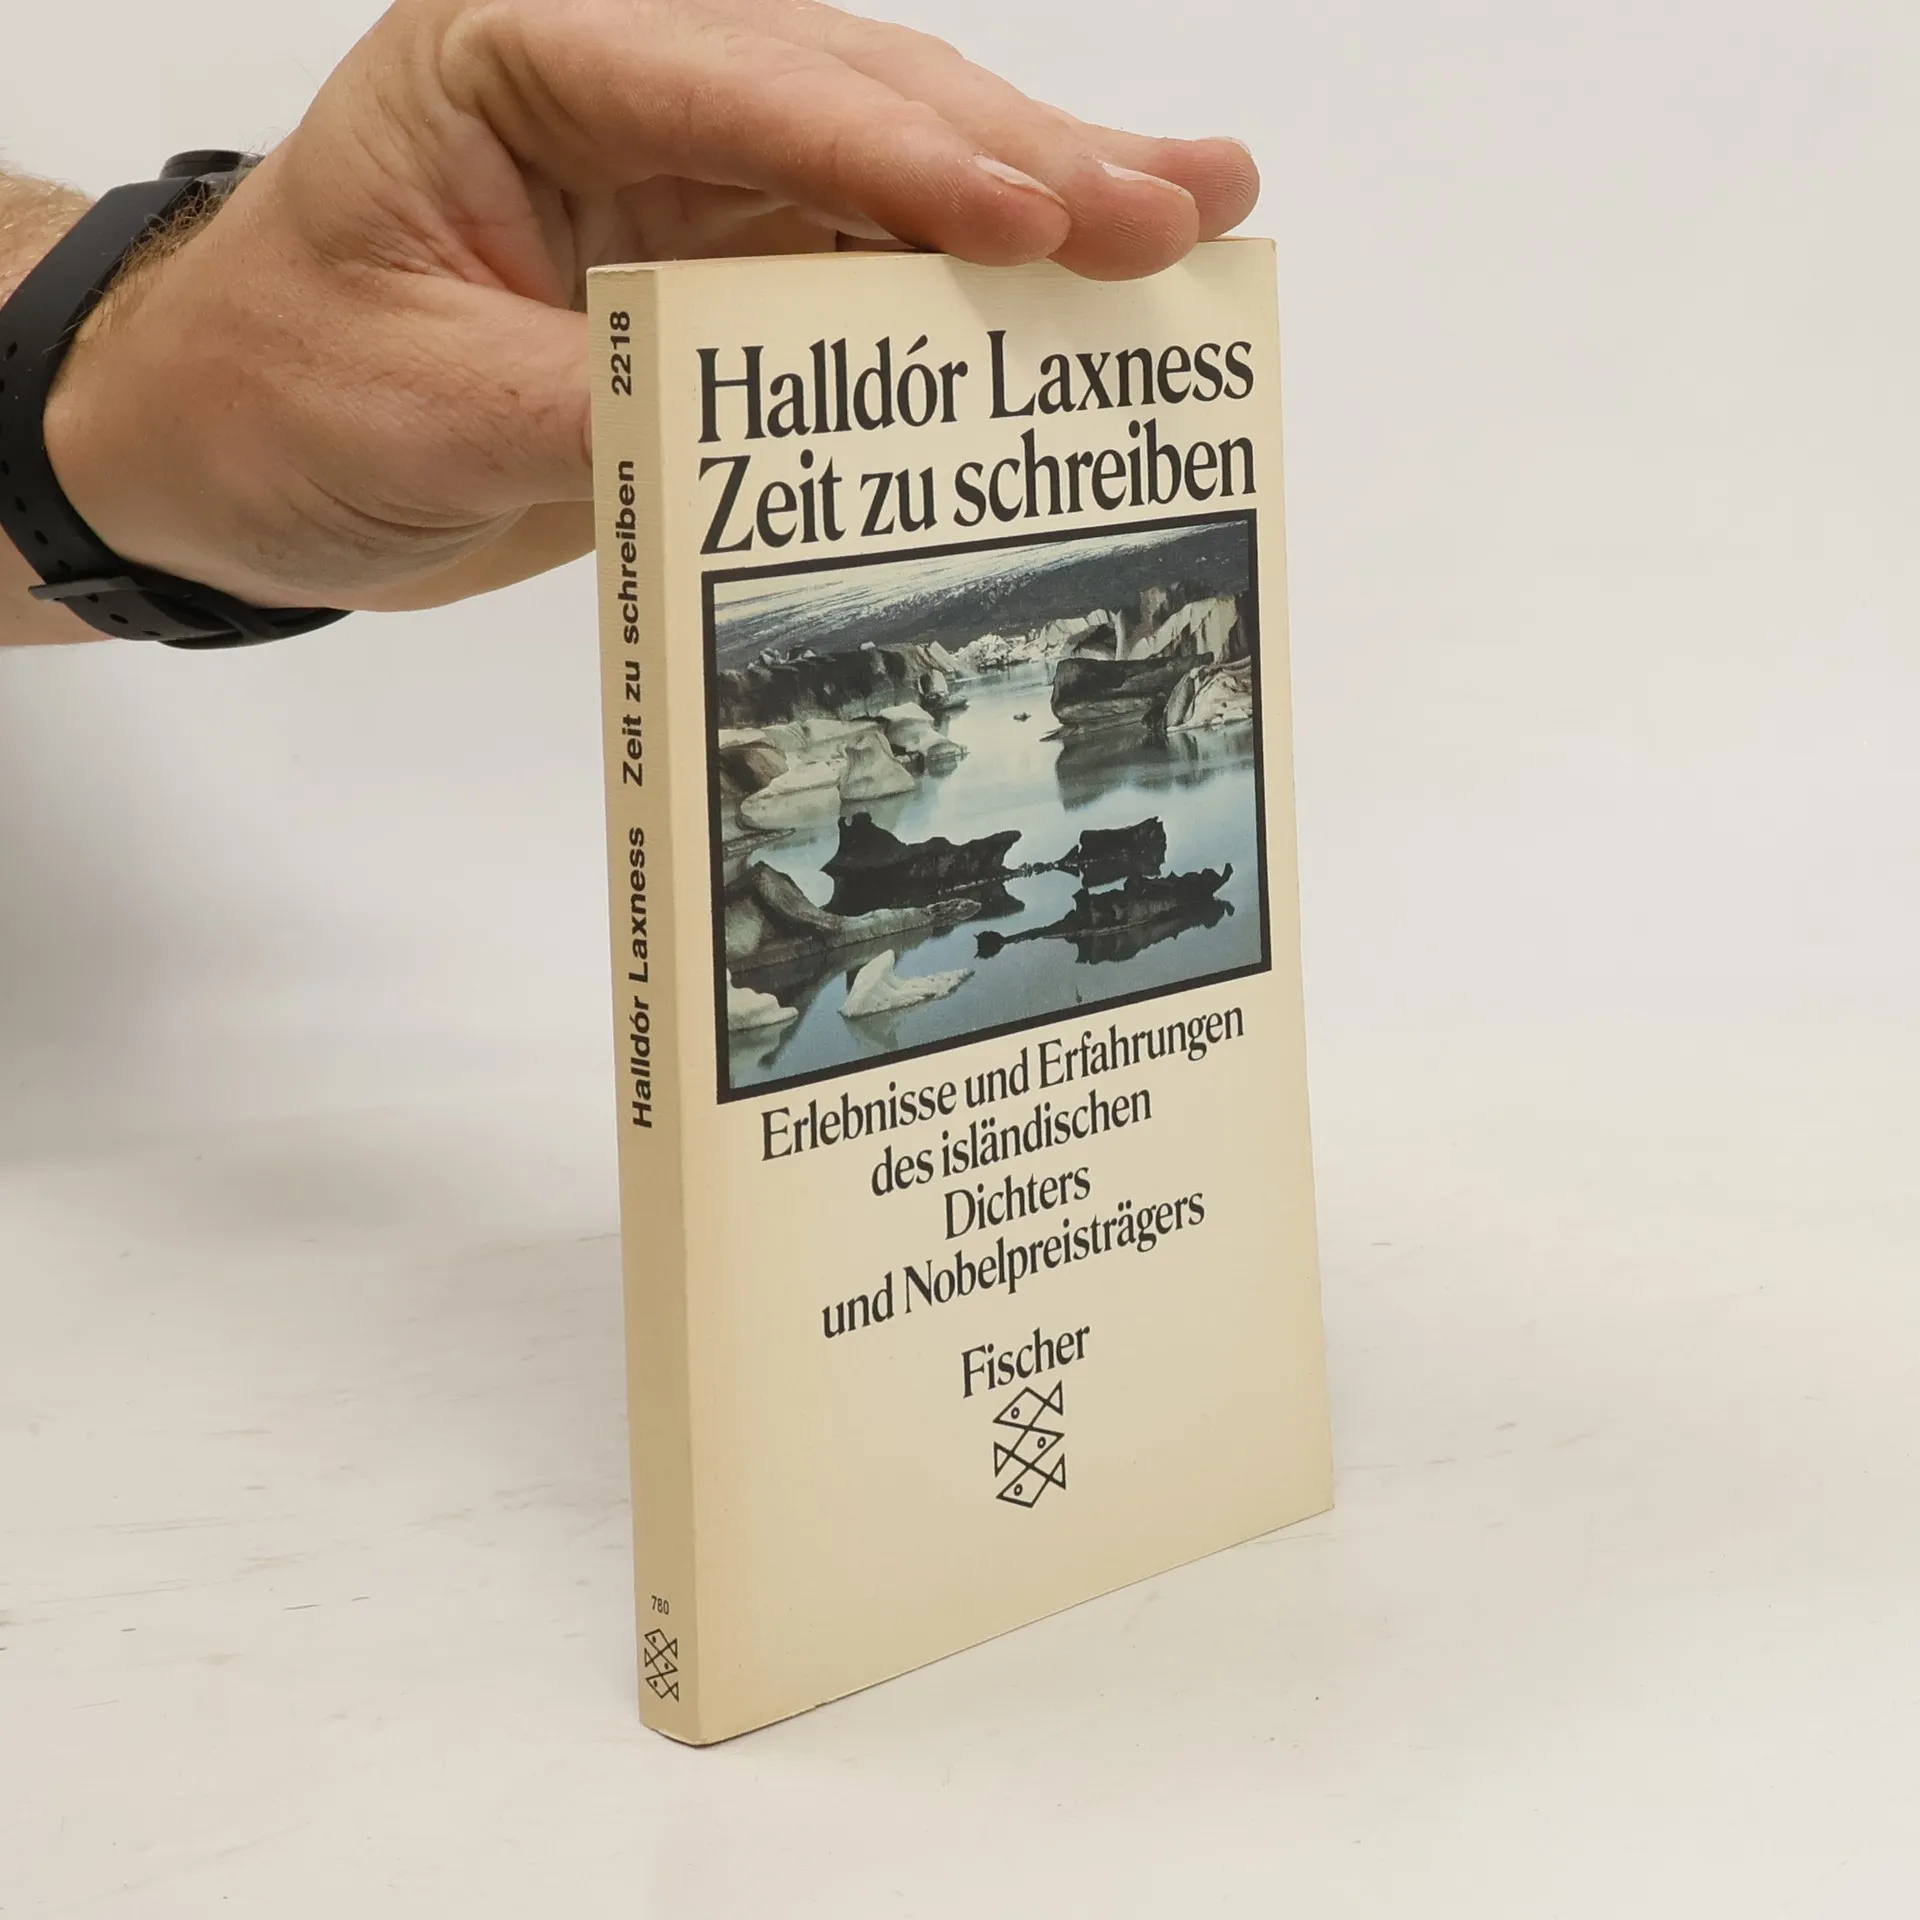 Halldór Laxness
Zeit zu schreiben
Erlebnisse und Erfahrungen
des isländischen
Dichters
und Nobelpreisträgers
Fischer
Halldór Laxness Zeit zu schreiben 2218
780